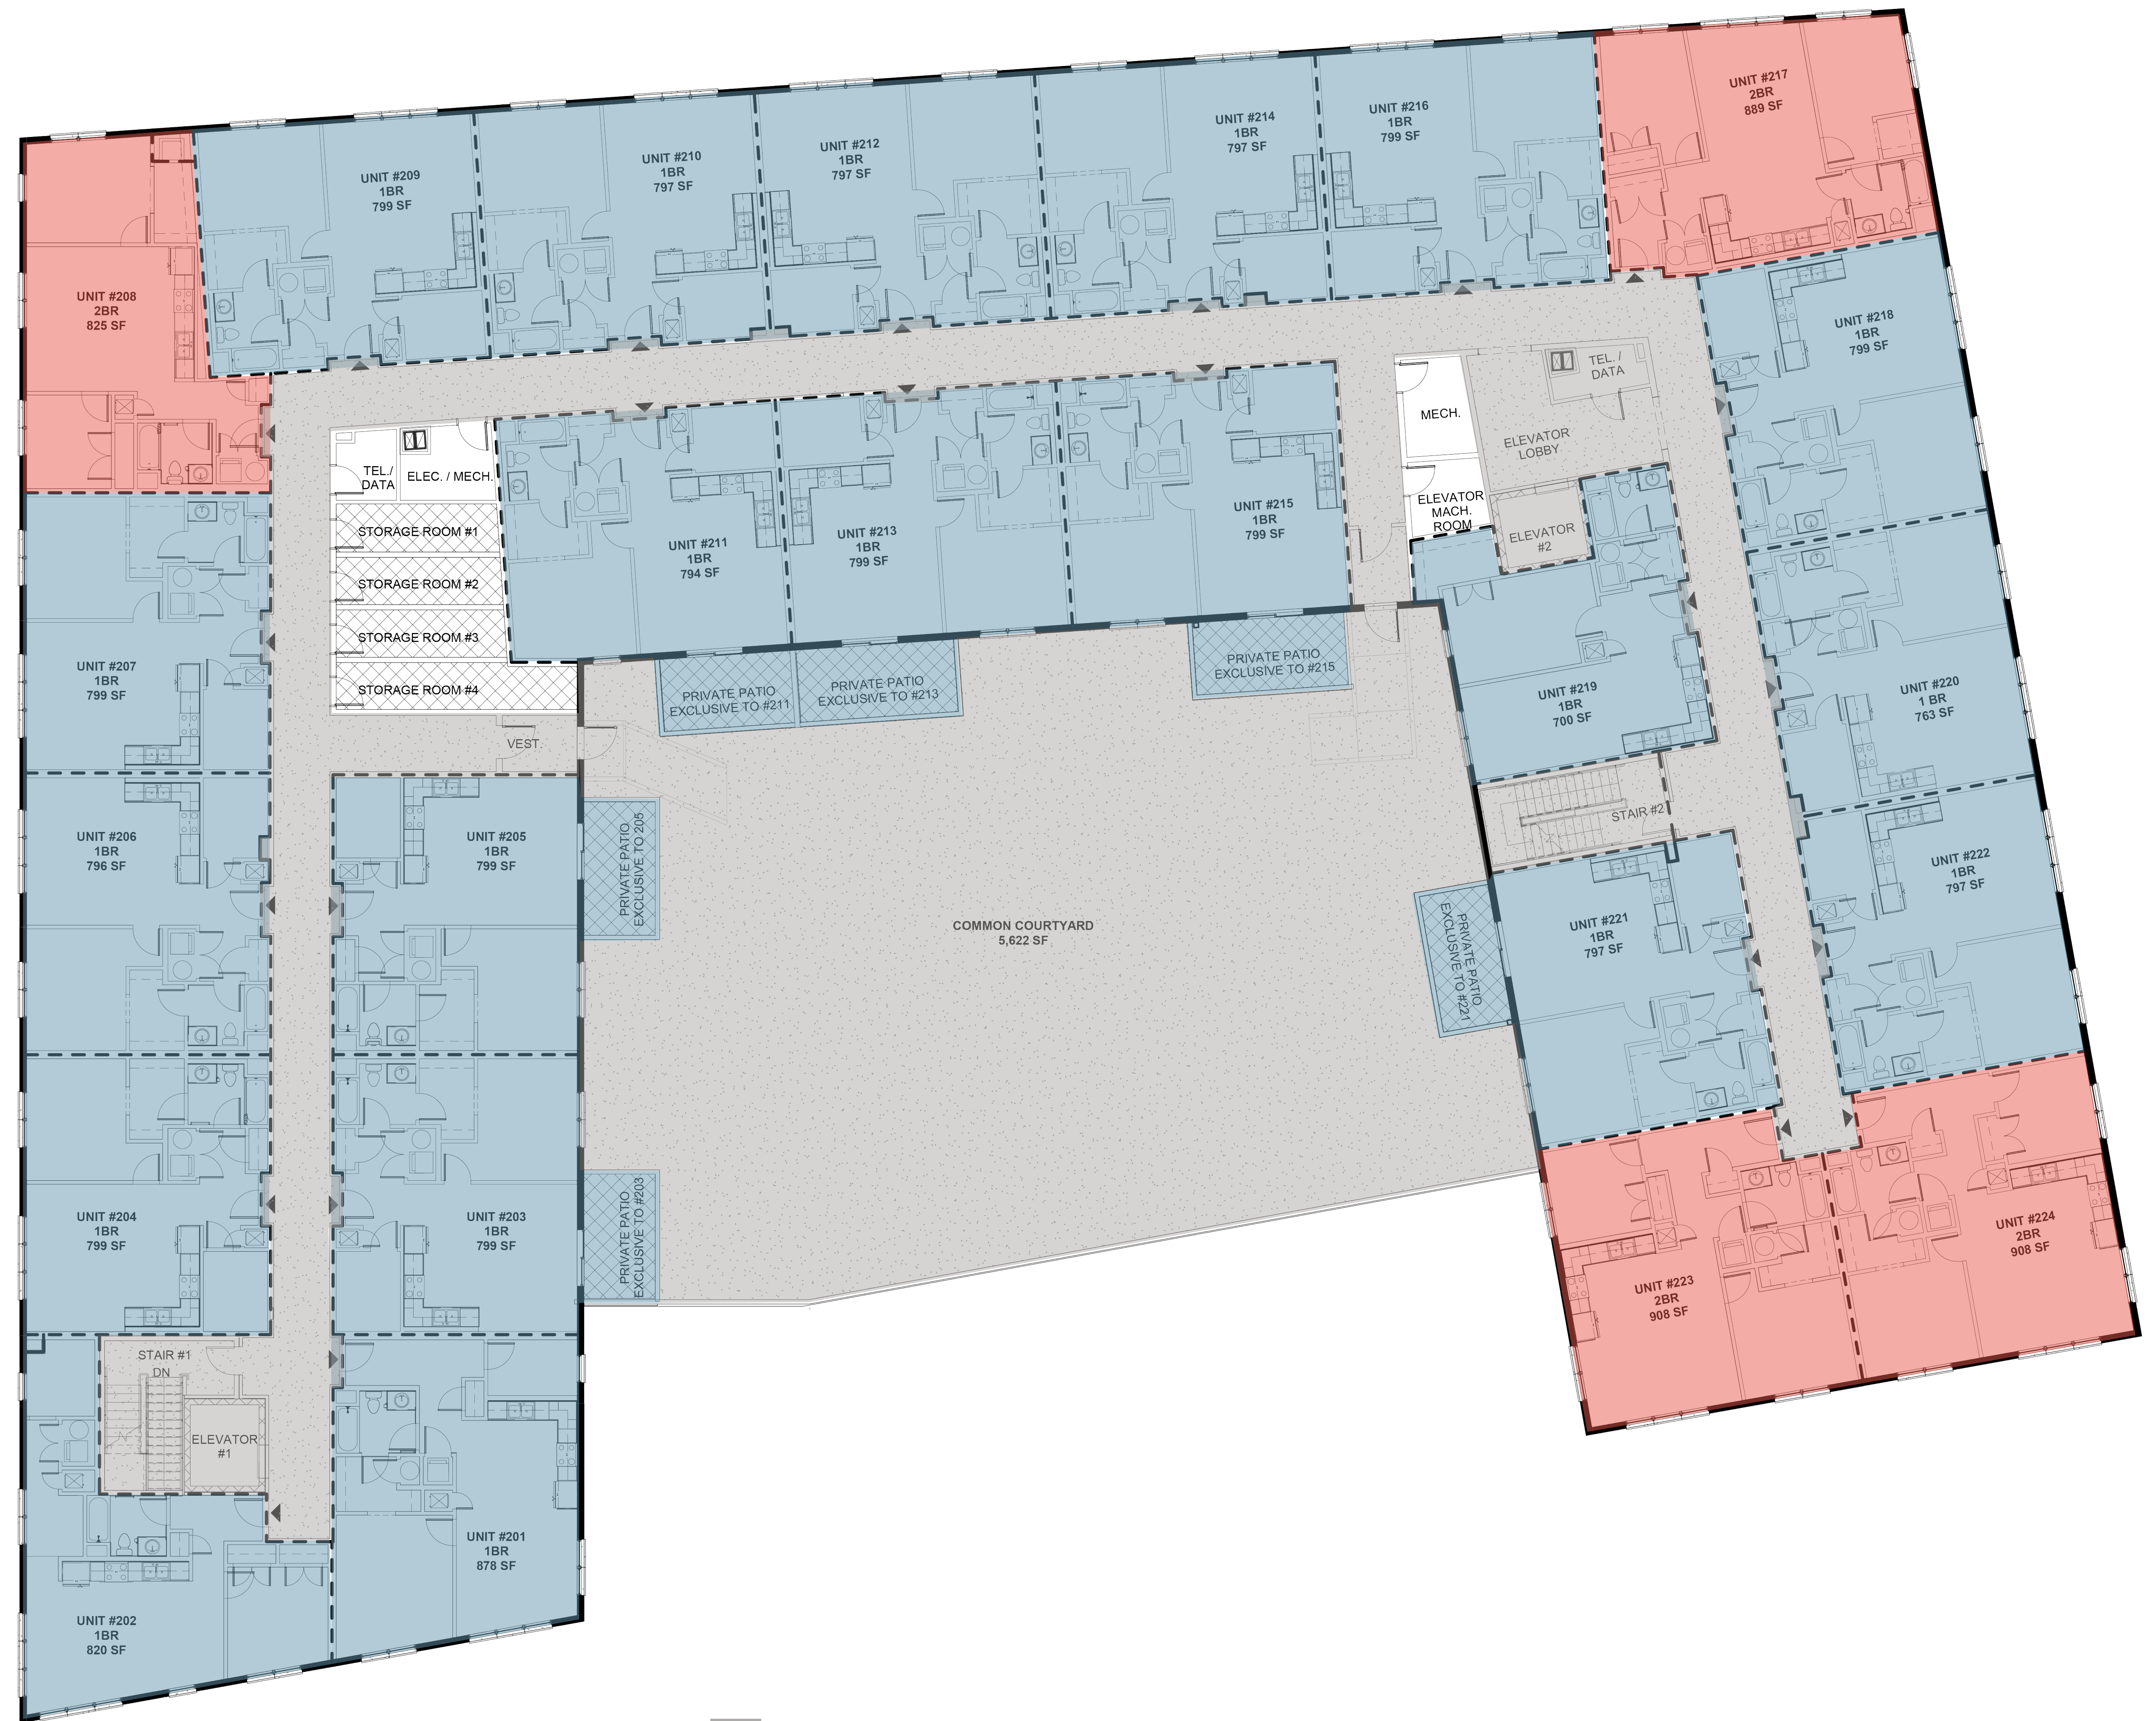 UNIT #217
2BR
889 SF
UNIT #216
1BR
799 SF
UNIT #214
1BR
797 SF
UNIT #212
1BR
797 SF
UNIT #210
1BR
797 SF
UNIT #209
1BR
799 SF
UNIT #208
2BR
825 SF
UNIT #218
1BR
799 SF
TEL. /
DATA
MECH.
ELEVATOR
LOBBY
TEL./
DATA
ELEC. / MECH.
ELEVATOR
MACH.
ROOM
ELEVATOR
#2
STORAGE ROOM #1
STORAGE ROOM #2
STORAGE ROOM #3
STORAGE ROOM #4
UNIT #211
1BR
794 SF
UNIT #213
1BR
799 SF
UNIT #215
1BR
799 SF
UNIT #207
1BR
799 SF
PRIVATE PATIO
EXCLUSIVE TO #211
PRIVATE PATIO
EXCLUSIVE TO #213
PRIVATE PATIO
EXCLUSIVE TO #215
UNIT #219
1BR
700 SF
UNIT #220
1 BR
763 SF
VEST.
STAIR #2
UNIT #206
1BR
796 SF
UNIT #205
1BR
799 SF
PRIVATE PATIO
EXCLUSIVE TO 205
COMMON COURTYARD
5,622 SF
PRIVATE PATIO
EXCLUSIVE TO #221
UNIT #221
1BR
797 SF
UNIT #222
1BR
797 SF
UNIT #204
1BR
799 SF
UNIT #203
1BR
799 SF
PRIVATE PATIO
EXCLUSIVE TO #203
UNIT #223
2BR
908 SF
UNIT #224
2BR
908 SF
STAIR #1
DN
ELEVATOR
#1
UNIT #201
1BR
878 SF
UNIT #202
1BR
820 SF